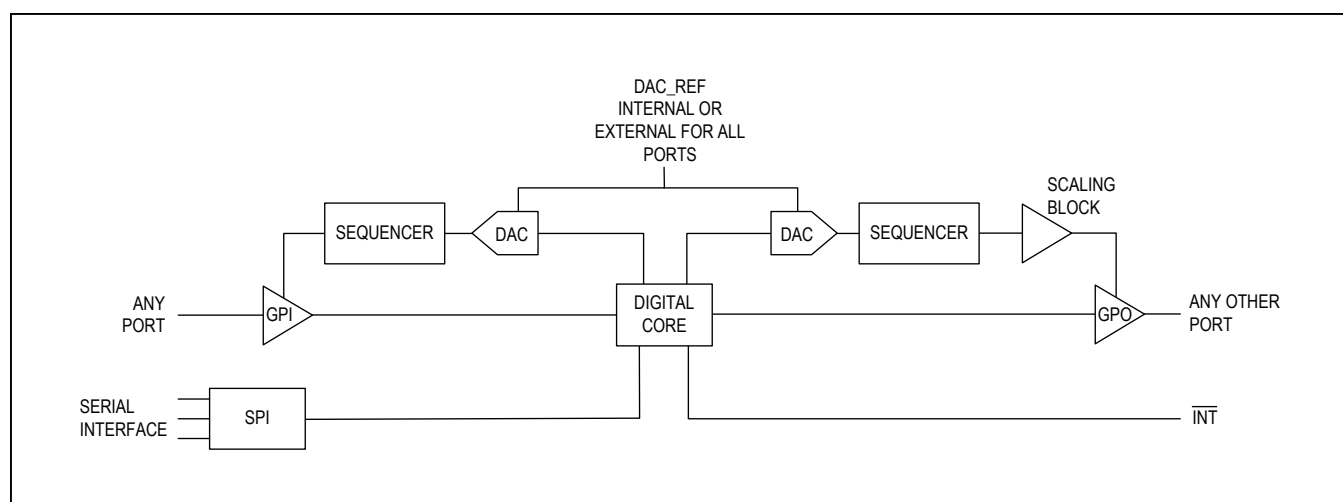 DAC_REF
INTERNAL OR
EXTERNAL FOR ALL
PORTS
SCALING
BLOCK
SEQUENCER
DAC
DAC
SEQUENCER
ANY
PORT
GPI
DIGITAL
CORE
GPO
ANY OTHER
PORT
SERIAL
INTERFACE
SPI
INT